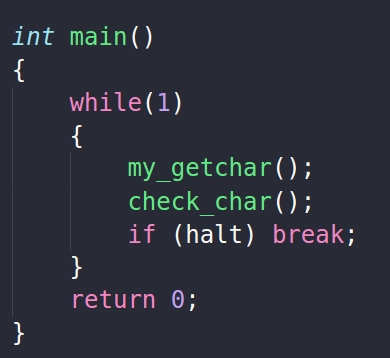 int main()
{
    while(1)
    {
        my_getchar();
        check_char();
        if (halt) break;
    }
    return 0;
}